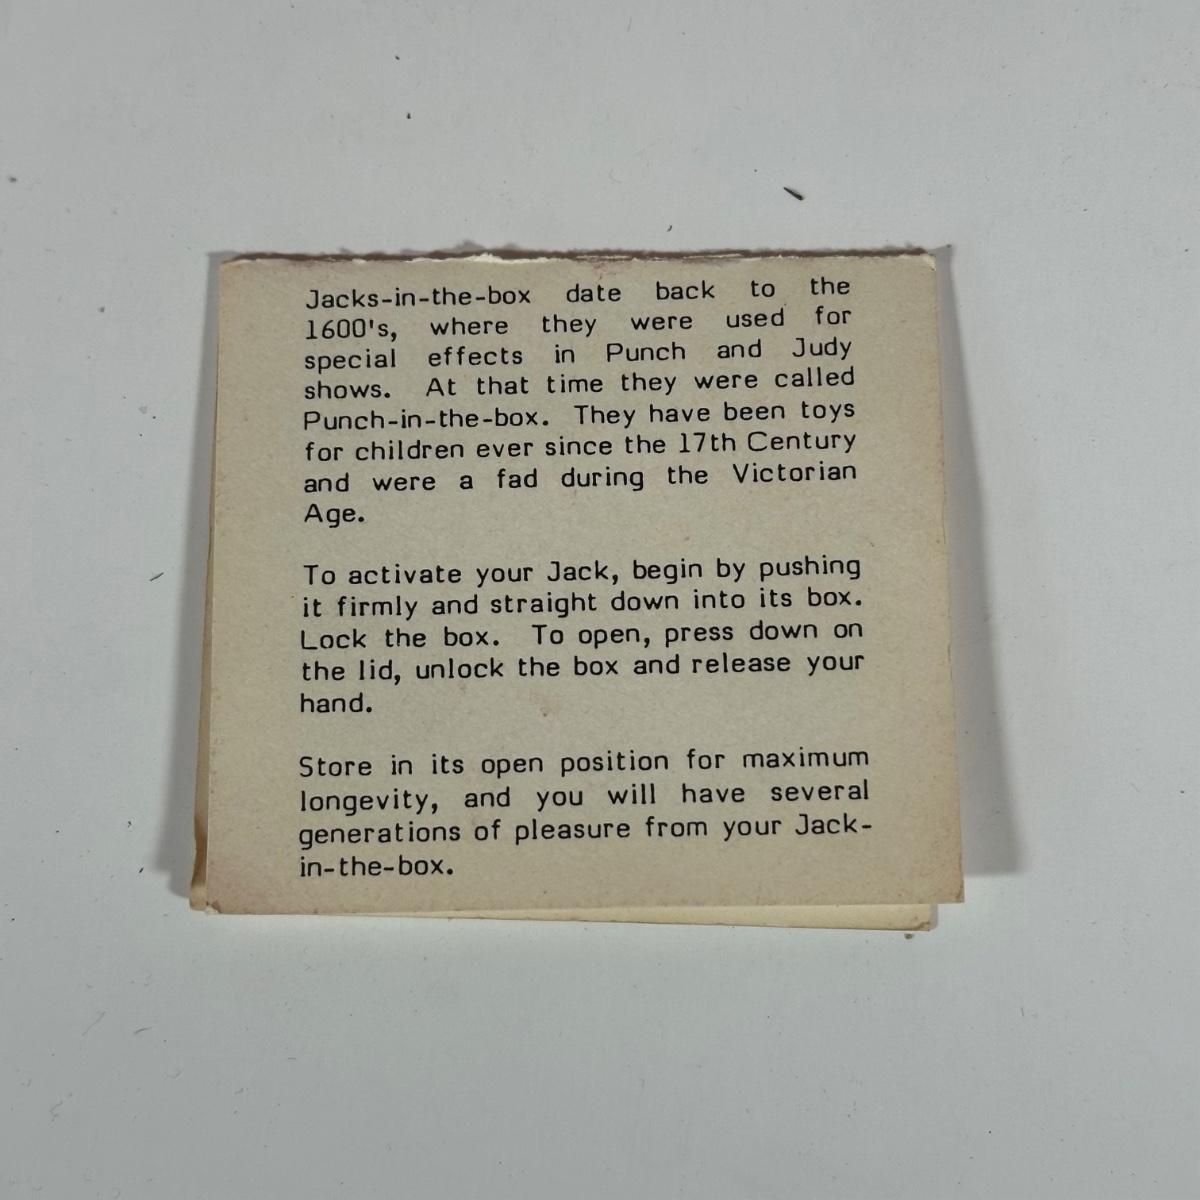 Jacks-in-the-box date back to the
1600's, where they were used for
special effects in Punch and Judy
shows. At that time they were called
Punch-in-the-box. They have been toys
for children ever since the 17th Century
and were a fad during the Victorian
Age.
To activate your Jack, begin by pushing
it firmly and straight down into its box.
Lock the box. To open, press down on
the lid, unlock the box and release your
hand.
Store in its open position for maximum
longevity, and you will have several
generations of pleasure from your Jack-
in-the-box.